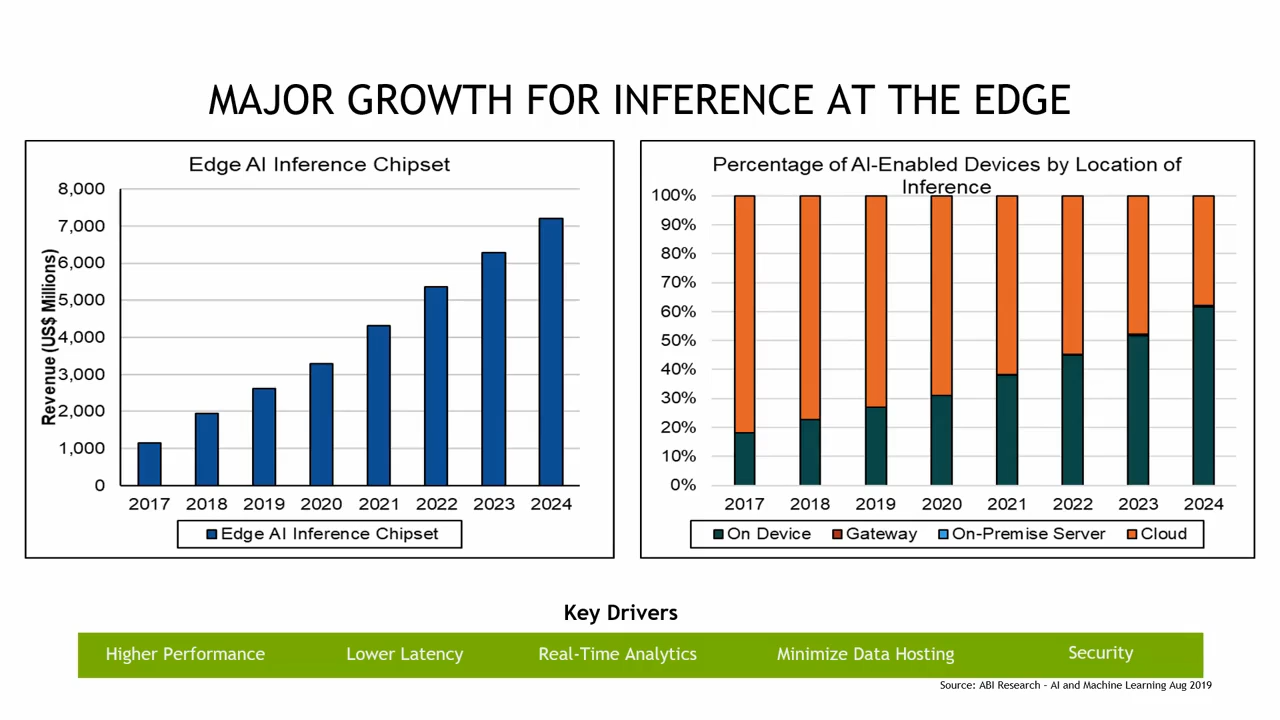 MAJOR GROWTH FOR INFERENCE AT THE EDGE
Edge AI Inference Chipset
8,000
7,000
6,000
5,000
4,000
3,000
2,000
1,000
0
Revenue (US$ Millions)
2017 2018 2019 2020 2021 2022 2023 2024
Edge AI Inference Chipset
Percentage of AI-Enabled Devices by Location of
Inference
100%
90%
80%
70%
60%
50%
40%
30%
20%
10%
0%
2017 2018 2019 2020 2021 2022 2023 2024
On Device Gateway On-Premise Server Cloud
Key Drivers
Higher Performance Lower Latency Real-Time Analytics Minimize Data Hosting Security
Source: ABI Research - AI and Machine Learning Aug 2019